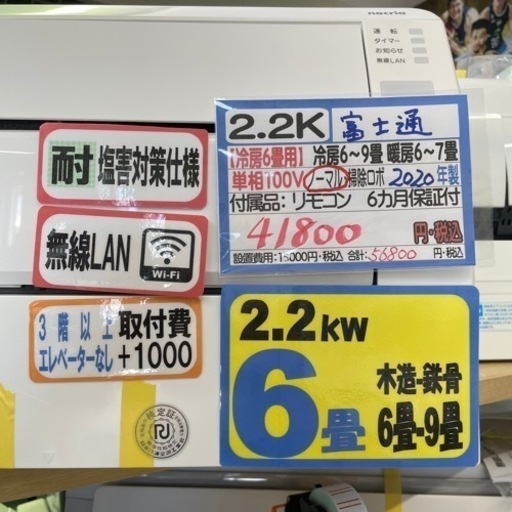 nocria
運転
タイマー
お知らせ
無線LAN
2.2K 富士通
【冷房6畳用】 冷房6~9畳 暖房6~7畳
単相100V ノーマル 掃除ロボ 2020年製
付属品：リモコン 6カ月保証付
41800 円・税込
設置費用：15000円・税込 合計：56800 円・税込
耐 塩害対策仕様
無線LAN Wi-Fi
3階以上 取付費
エレベーターなし +1000
2.2kw
6畳
木造-鉄骨
6畳-9畳
検定証